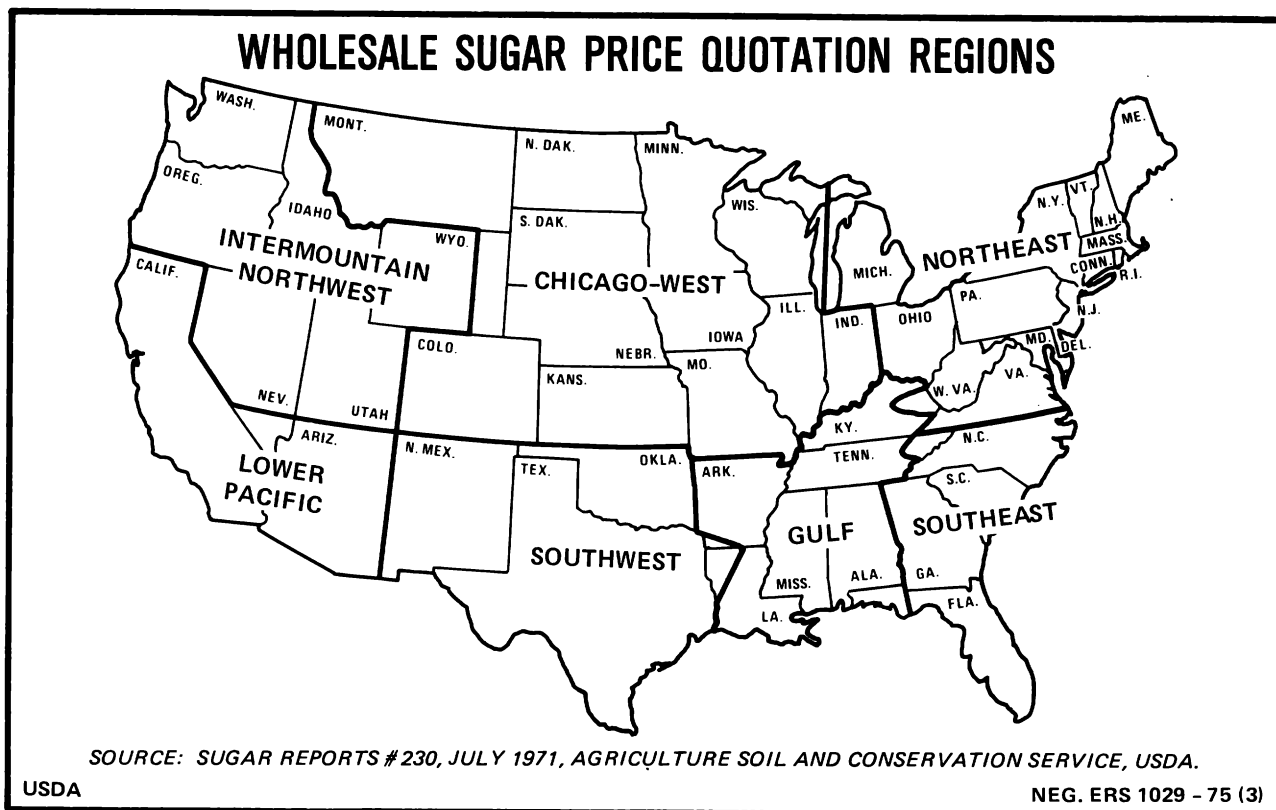 WHOLESALE SUGAR PRICE QUOTATION REGIONS
WASH.
MONT.
N. DAK.
MINN.
ME.
OREG.
IDAHO
S. DAK.
WIS.
MICH.
N.Y.
VT.
N.H.
MASS.
CONN.
R.I.
INTERMOUNTAIN
NORTHWEST
WYO.
CHICAGO-WEST
NORTHEAST
CALIF.
NEV.
UTAH
COLO.
NEBR.
IOWA
ILL.
IND.
OHIO
PA.
N.J.
MD.
DEL.
KANS.
MO.
KY.
W. VA.
VA.
ARIZ.
LOWER
PACIFIC
N. MEX.
TEX.
OKLA.
ARK.
TENN.
N.C.
S.C.
SOUTHWEST
GULF
SOUTHEAST
MISS.
ALA.
GA.
LA.
FLA.
SOURCE: SUGAR REPORTS #230, JULY 1971, AGRICULTURE SOIL AND CONSERVATION SERVICE, USDA.
USDA
NEG. ERS 1029 - 75 (3)